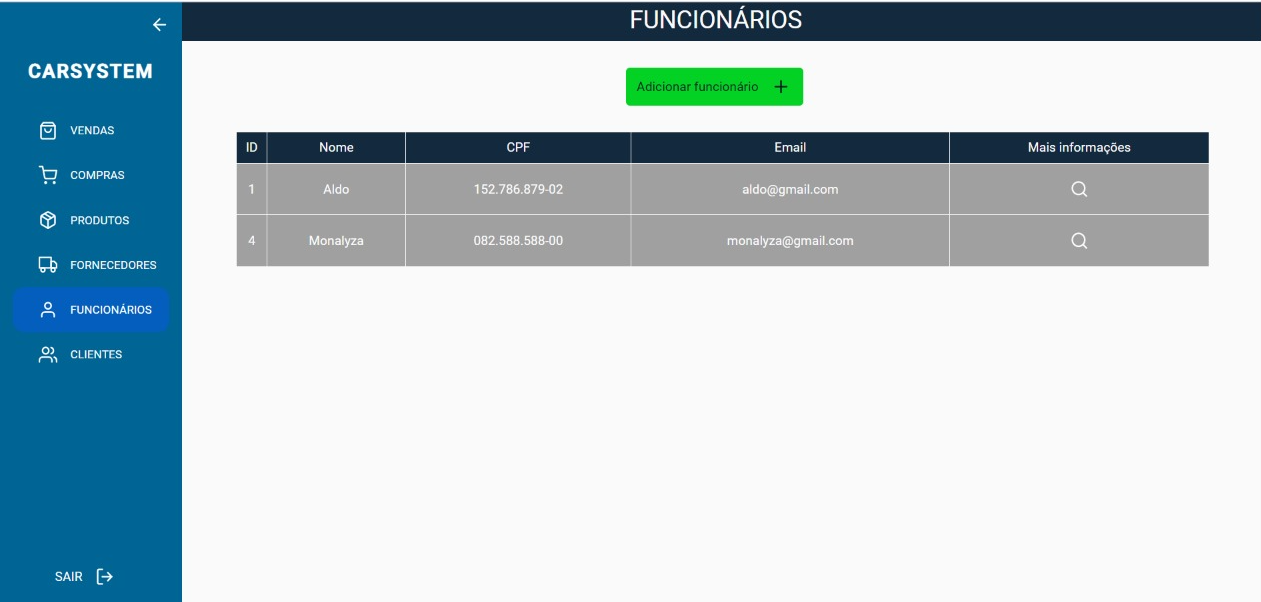 FUNCIONÁRIOS
CARSYSTEM
VENDAS
COMPRAS
PRODUTOS
FORNECEDORES
FUNCIONÁRIOS
CLIENTES
SAIR
Adicionar funcionário
ID Nome CPF Email Mais informações
1 Aldo 152.786.879-02 aldo@gmail.com
4 Monalyza 082.588.588-00 monalyza@gmail.com